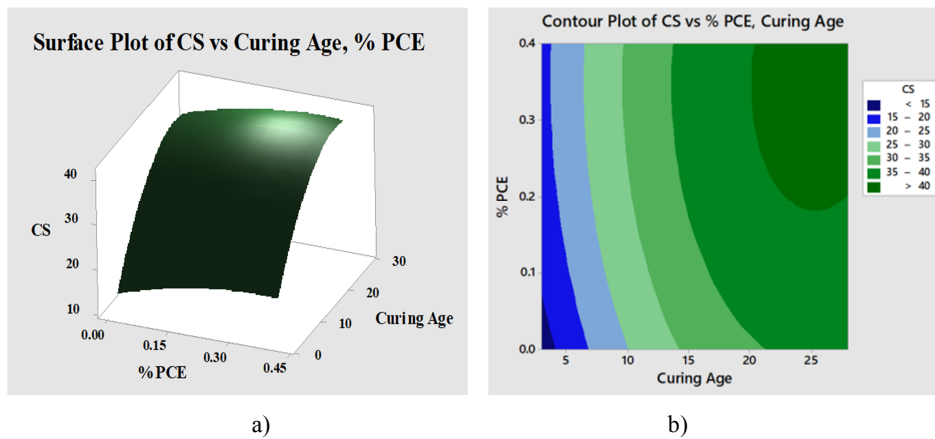 Surface Plot of CS vs Curing Age, % PCE
40
30
CS
20
10
0.00
0.15
0.30
0.45
%PCE
0
10
20
30
Curing Age
a)
Contour Plot of CS vs % PCE, Curing Age
0.4
0.3
0.2
0.1
0.0
% PCE
5
10
15
20
25
Curing Age
CS
< 15
15 – 20
20 – 25
25 – 30
30 – 35
35 – 40
> 40
b)